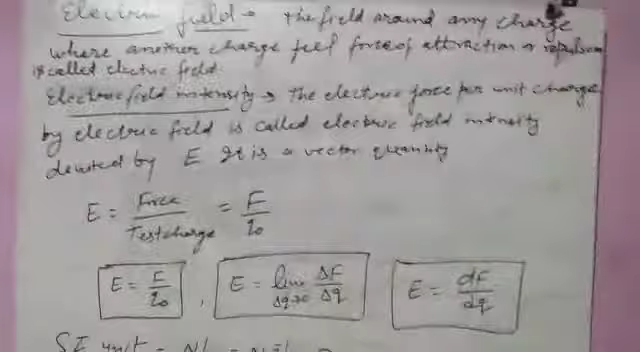 Electric field → the field around any charge
where another charge feel force of attraction or repulsion
is called electric field.
Electric field intensity → The electric force per unit charge
by electric field is called electric field intensity
denoted by E It is a vector quantity
E = Force / Test charge = F / q₀
E = F / q₀ , E = lim Δq→0 ΔF / Δq E = dF / dq
SI unit -